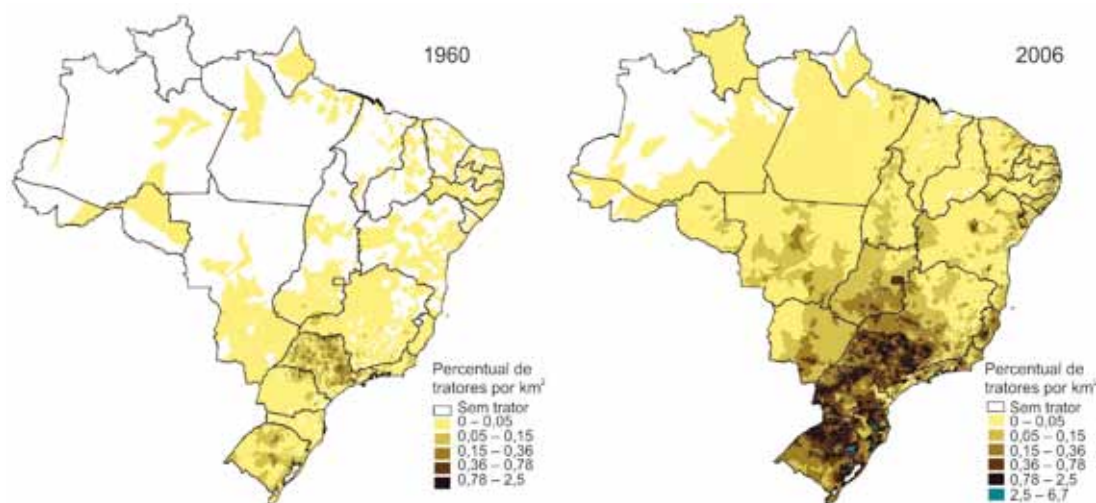 1960
Percentual de
tratores por km²
Sem trator
0 – 0,05
0,05 – 0,15
0,15 – 0,36
0,36 – 0,78
0,78 – 2,5
2006
Percentual de
tratores por km²
Sem trator
0 – 0,05
0,05 – 0,15
0,15 – 0,36
0,36 – 0,78
0,78 – 2,5
2,5 – 6,7